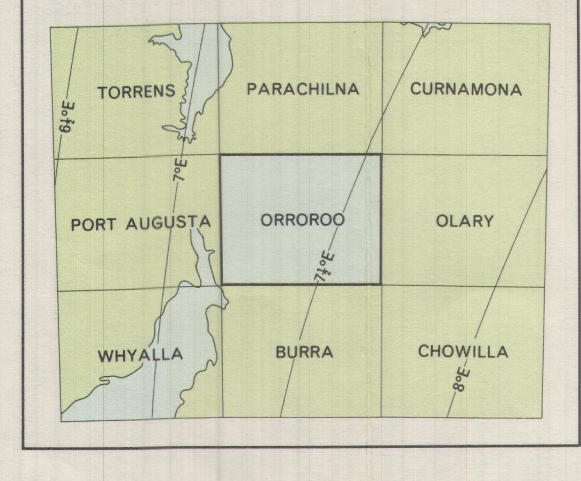 TORRENS PARACHILNA CURNAMONA
6½°E
7°E
PORT AUGUSTA ORROROO OLARY
7½°E
WHYALLA BURRA CHOWILLA
8°E